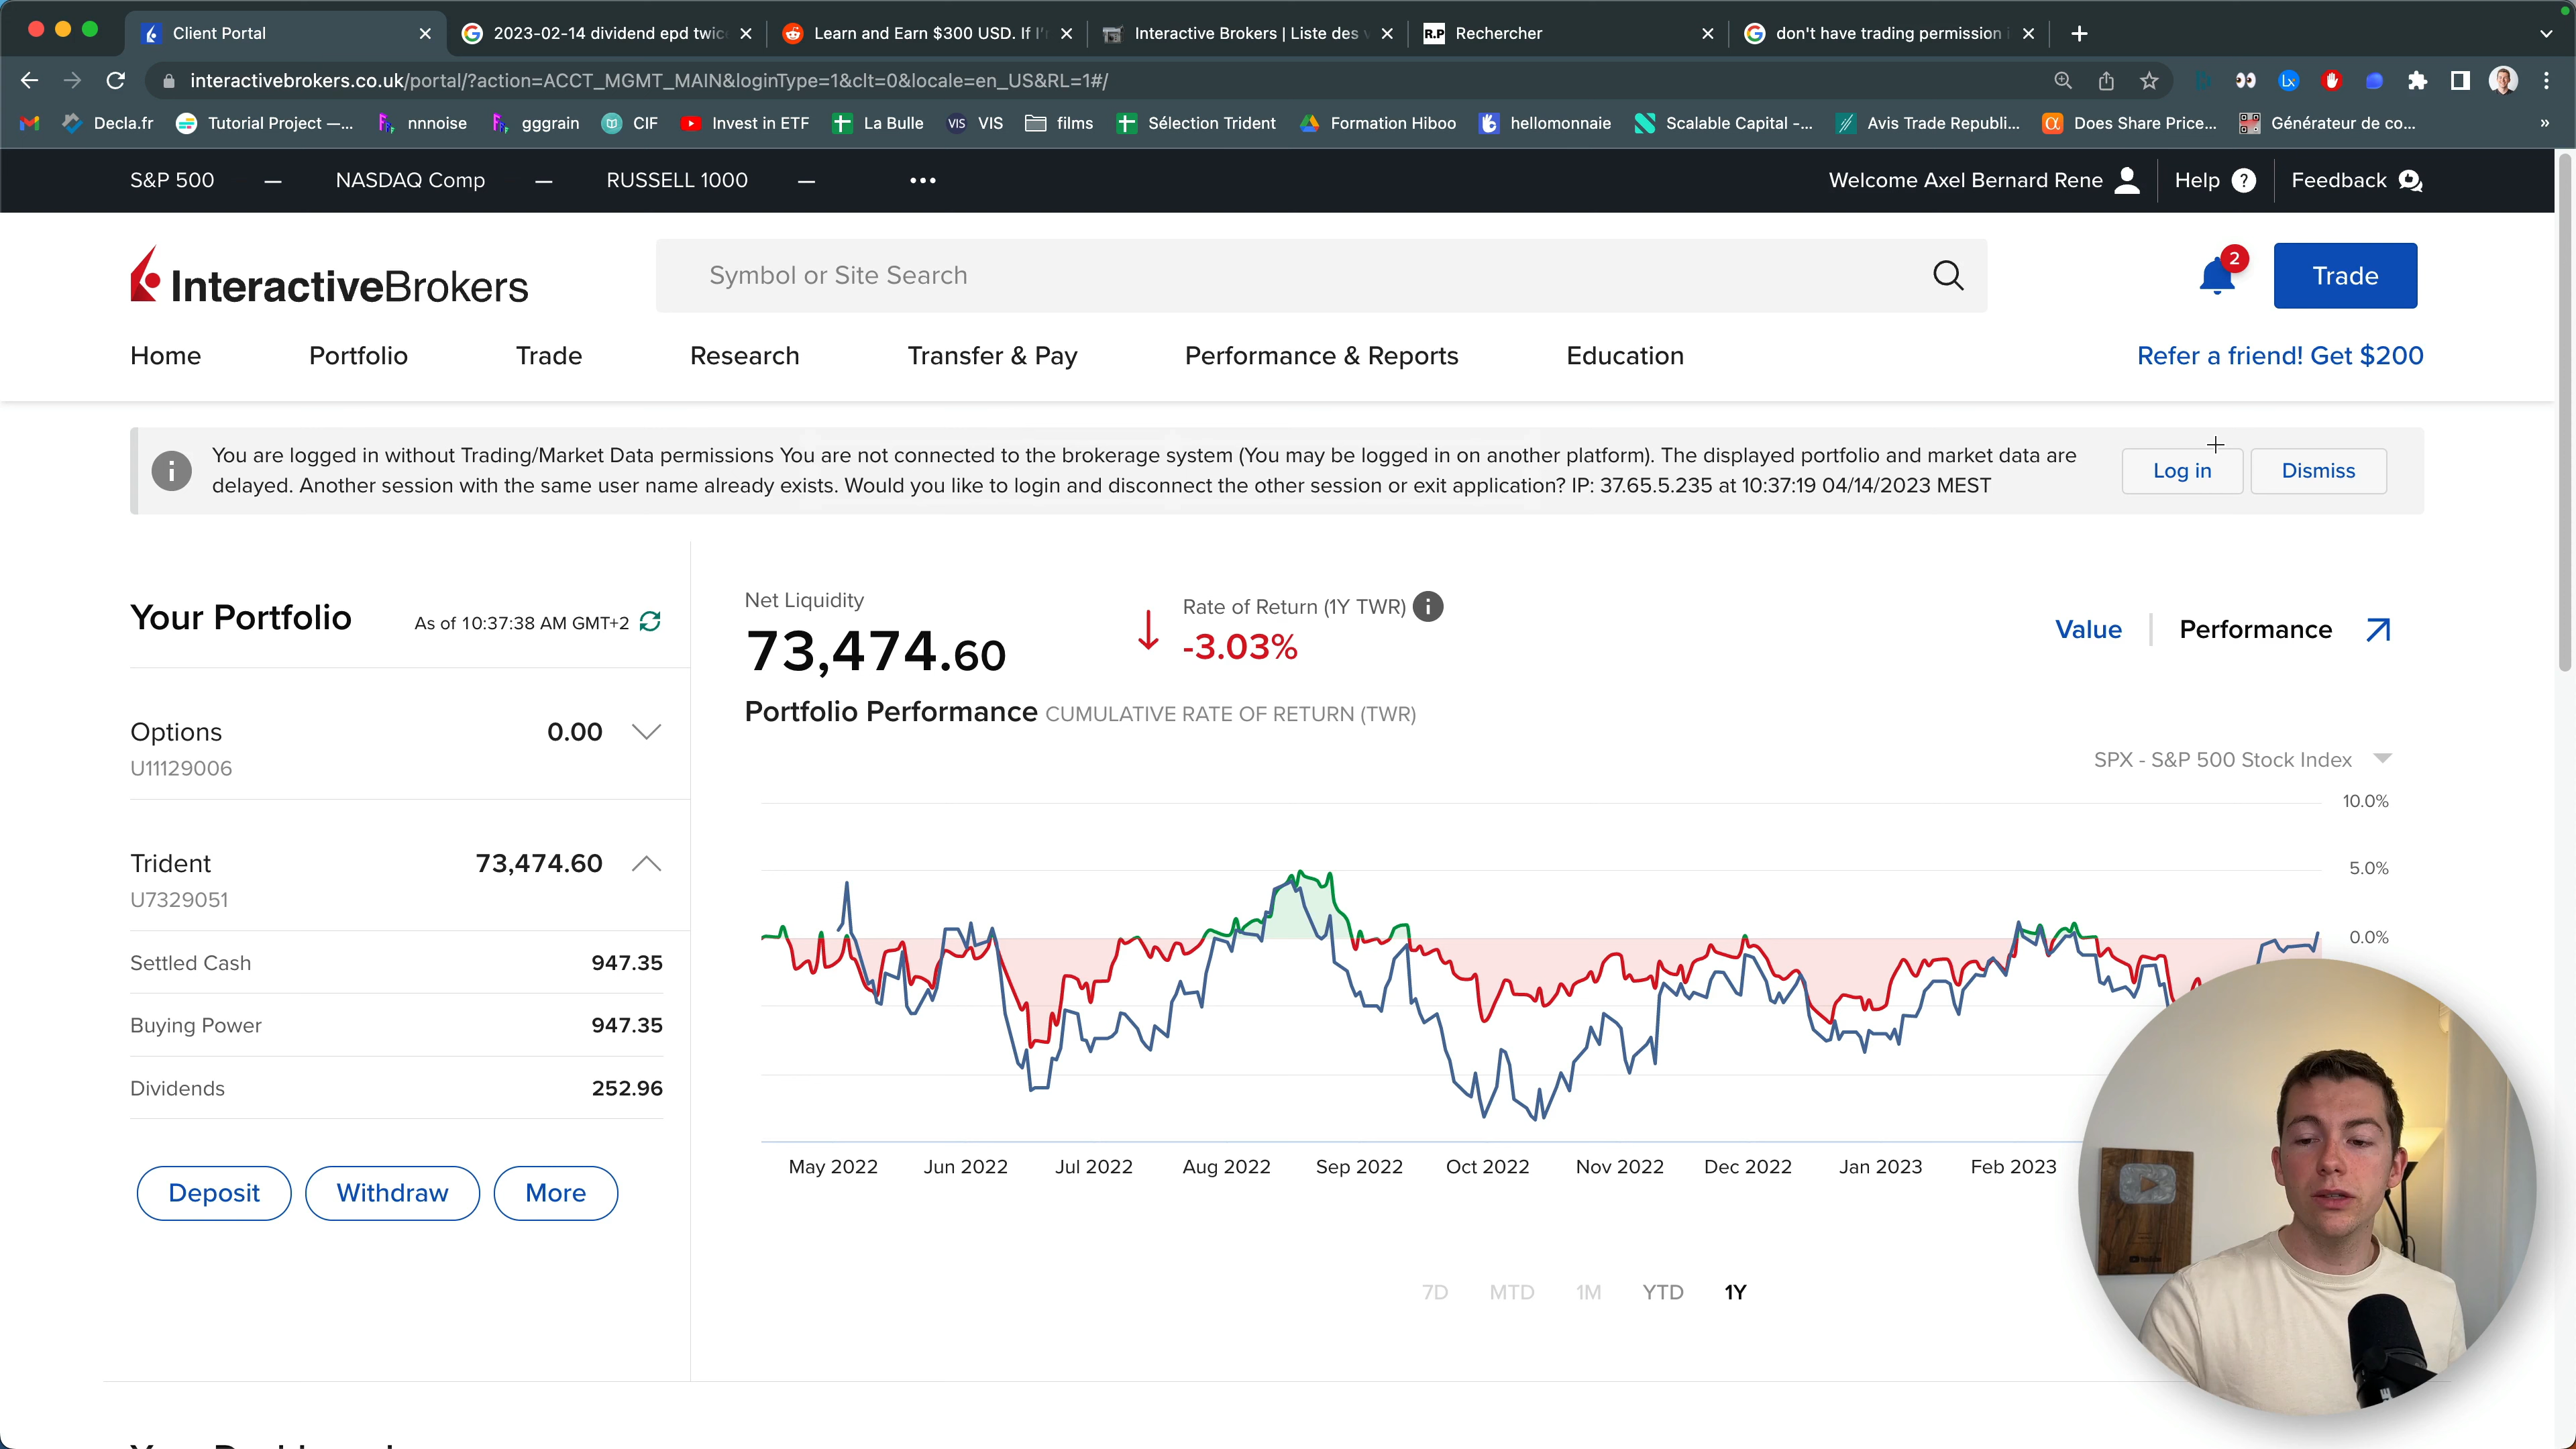 Client Portal
2023-02-14 dividend epd twic
Learn and Earn $300 USD. If I'
Interactive Brokers | Liste des
R.P Rechercher
don't have trading permission
interactivebrokers.co.uk/portal/?action=ACCT_MGMT_MAIN&loginType=1&clt=0&locale=en_US&RL=1#/
Decla.fr
Tutorial Project —...
nnnoise
gggrain
CIF
Invest in ETF
La Bulle
VIS VIS
films
Sélection Trident
Formation Hiboo
hellomonnaie
Scalable Capital -...
Avis Trade Republi...
Does Share Price...
Générateur de co...
»
S&P 500 —
NASDAQ Comp —
RUSSELL 1000 —
•••
Welcome Axel Bernard Rene
Help ?
Feedback
InteractiveBrokers
Symbol or Site Search
2
Trade
Home
Portfolio
Trade
Research
Transfer & Pay
Performance & Reports
Education
Refer a friend! Get $200
You are logged in without Trading/Market Data permissions You are not connected to the brokerage system (You may be logged in on another platform). The displayed portfolio and market data are
delayed. Another session with the same user name already exists. Would you like to login and disconnect the other session or exit application? IP: 37.65.5.235 at 10:37:19 04/14/2023 MEST
Log in
Dismiss
Your Portfolio
As of 10:37:38 AM GMT+2
Options 0.00
U11129006
Trident 73,474.60
U7329051
Settled Cash 947.35
Buying Power 947.35
Dividends 252.96
Deposit
Withdraw
More
Net Liquidity
73,474.60
Rate of Return (1Y TWR)
-3.03%
Value
Performance
Portfolio Performance CUMULATIVE RATE OF RETURN (TWR)
SPX - S&P 500 Stock Index
10.0%
5.0%
0.0%
May 2022
Jun 2022
Jul 2022
Aug 2022
Sep 2022
Oct 2022
Nov 2022
Dec 2022
Jan 2023
Feb 2023
7D
MTD
1M
YTD
1Y